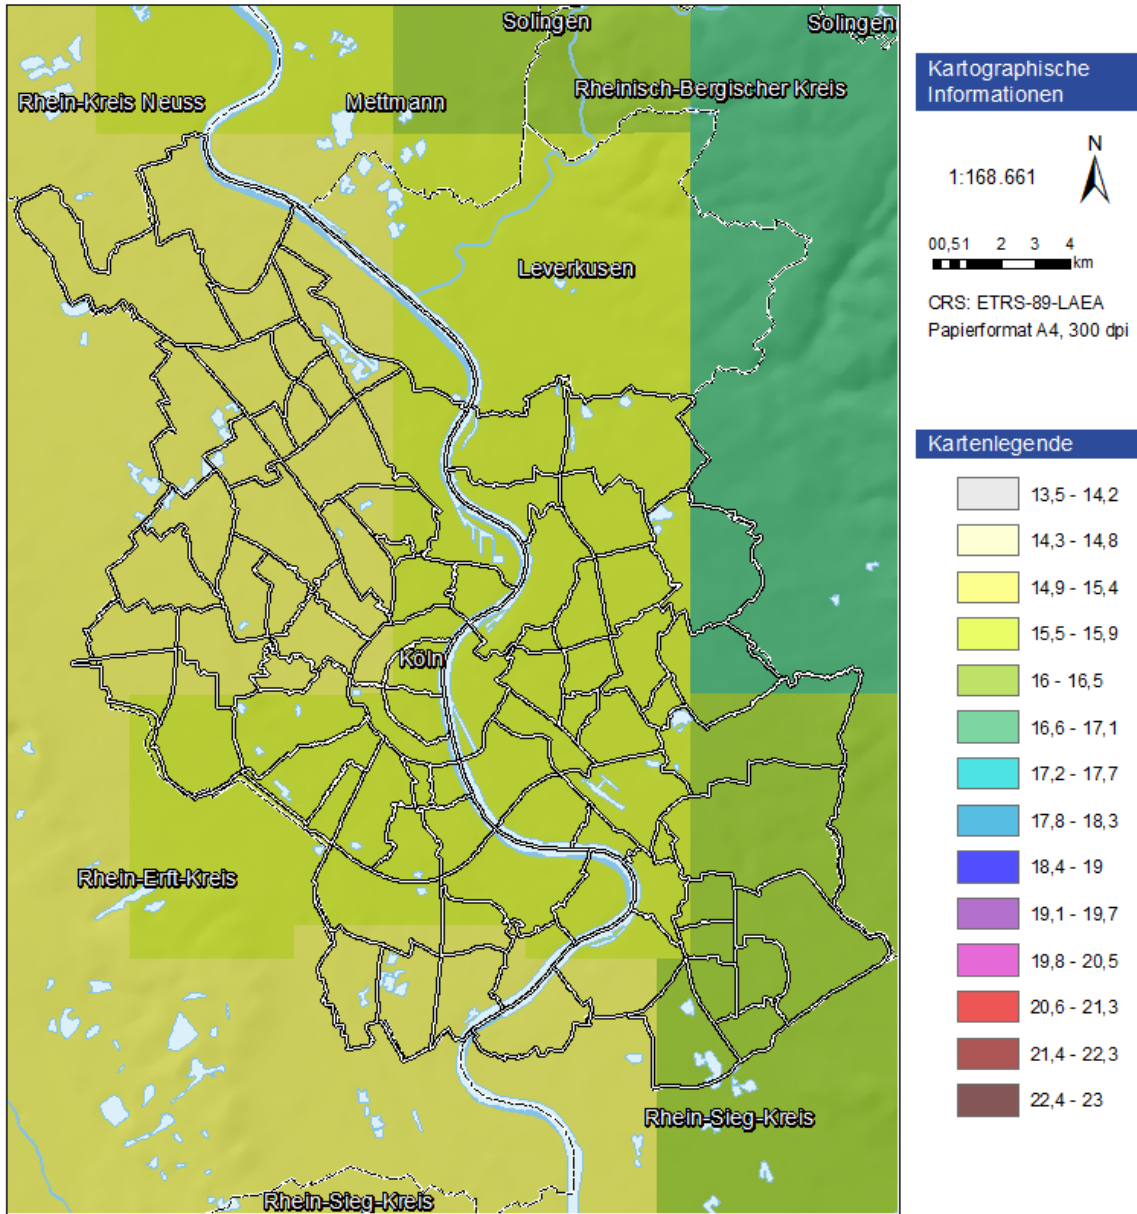 Solingen
Solingen
Rhein-Kreis Neuss
Mettmann
Rheinisch-Bergischer Kreis
Leverkusen
Köln
Rhein-Erft-Kreis
Rhein-Sieg-Kreis
Rhein-Sieg-Kreis
Kartographische
Informationen
N
1:168.661
00,51 2 3 4
km
CRS: ETRS-89-LAEA
Papierformat A4, 300 dpi
Kartenlegende
13,5 - 14,2
14,3 - 14,8
14,9 - 15,4
15,5 - 15,9
16 - 16,5
16,6 - 17,1
17,2 - 17,7
17,8 - 18,3
18,4 - 19
19,1 - 19,7
19,8 - 20,5
20,6 - 21,3
21,4 - 22,3
22,4 - 23